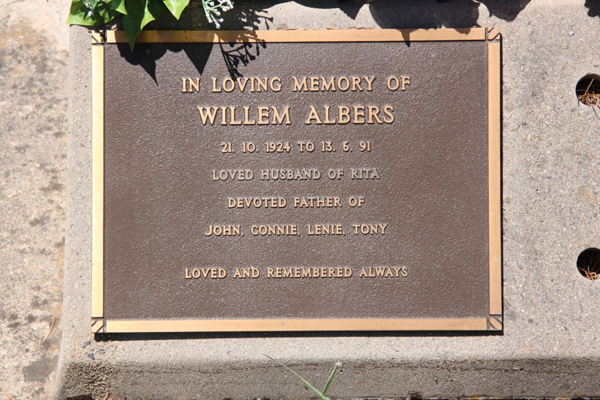 IN LOVING MEMORY OF
WILLEM ALBERS
21. 10. 1924 TO 13. 6. 91
LOVED HUSBAND OF RITA
DEVOTED FATHER OF
JOHN, CONNIE, LENIE, TONY
LOVED AND REMEMBERED ALWAYS